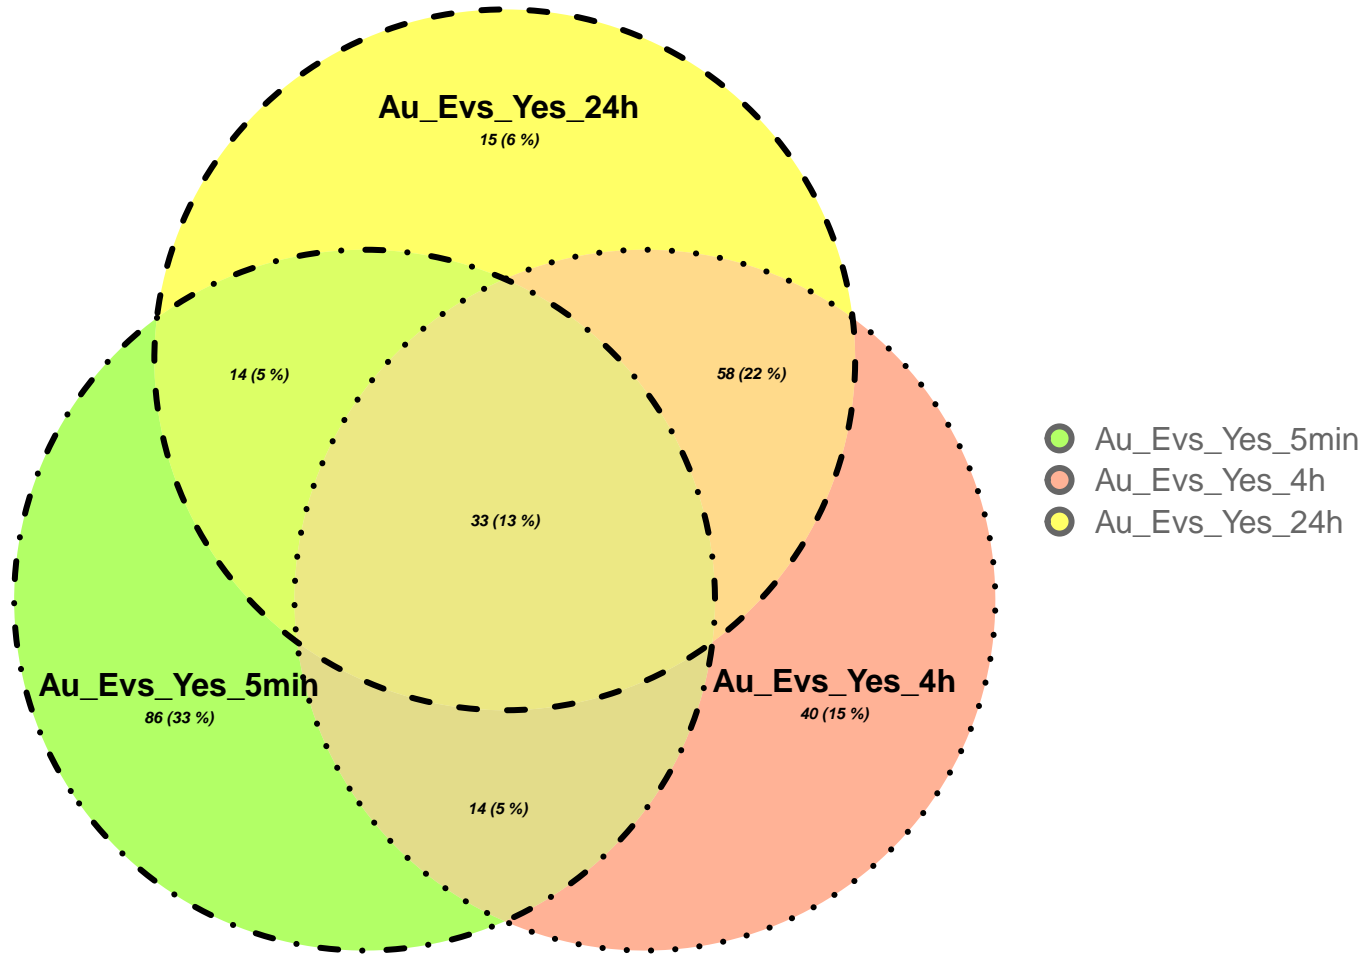 Au_Evs_Yes_24h
15 (6 %)
14 (5 %)
58 (22 %)
33 (13 %)
Au_Evs_Yes_5min
86 (33 %)
Au_Evs_Yes_4h
40 (15 %)
14 (5 %)
Au_Evs_Yes_5min
Au_Evs_Yes_4h
Au_Evs_Yes_24h